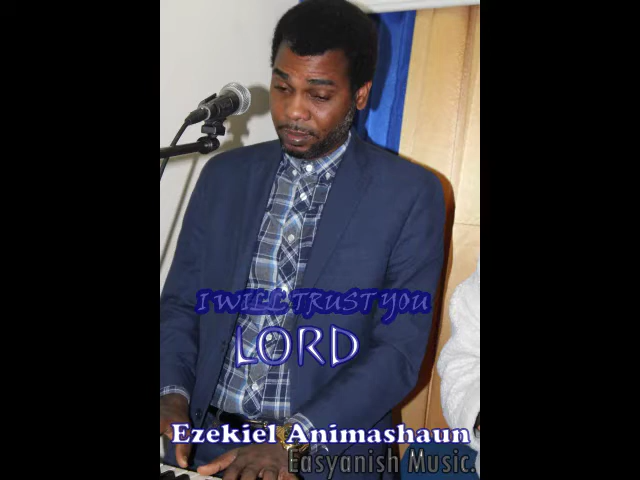 I WILL TRUST YOU
LORD
Ezekiel Animashaun
Easyanish Music.